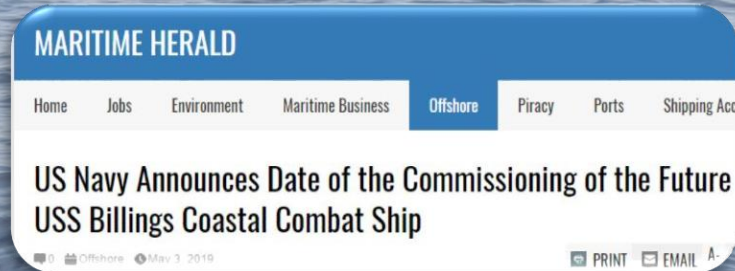 MARITIME HERALD
Home Jobs Environment Maritime Business Offshore Piracy Ports Shipping Acc
US Navy Announces Date of the Commissioning of the Future
USS Billings Coastal Combat Ship
0 Offshore May 3, 2019 PRINT EMAIL A-